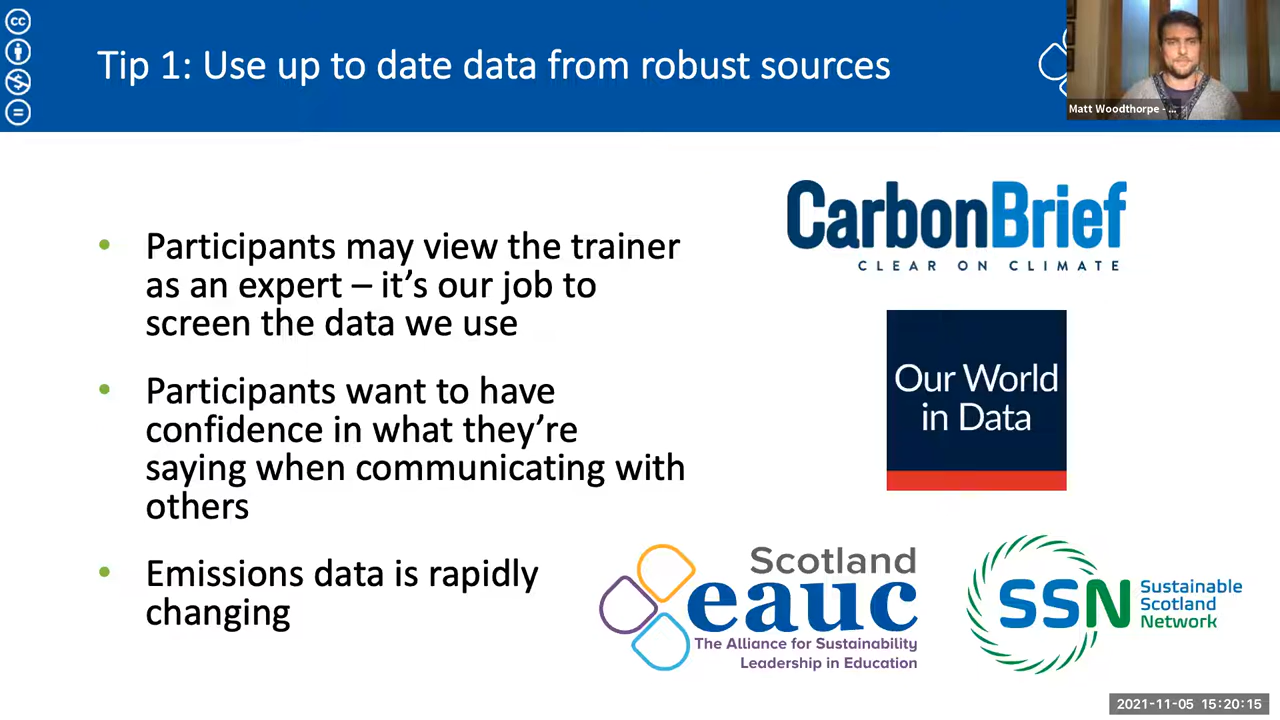 Tip 1: Use up to date data from robust sources
Matt Woodthorpe - ...
• Participants may view the trainer
as an expert – it's our job to
screen the data we use
• Participants want to have
confidence in what they're
saying when communicating with
others
• Emissions data is rapidly
changing
CarbonBrief
CLEAR ON CLIMATE
Our World
in Data
Scotland
eauc
The Alliance for Sustainability
Leadership in Education
SSN
Sustainable
Scotland
Network
cc
2021-11-05 15:20:15